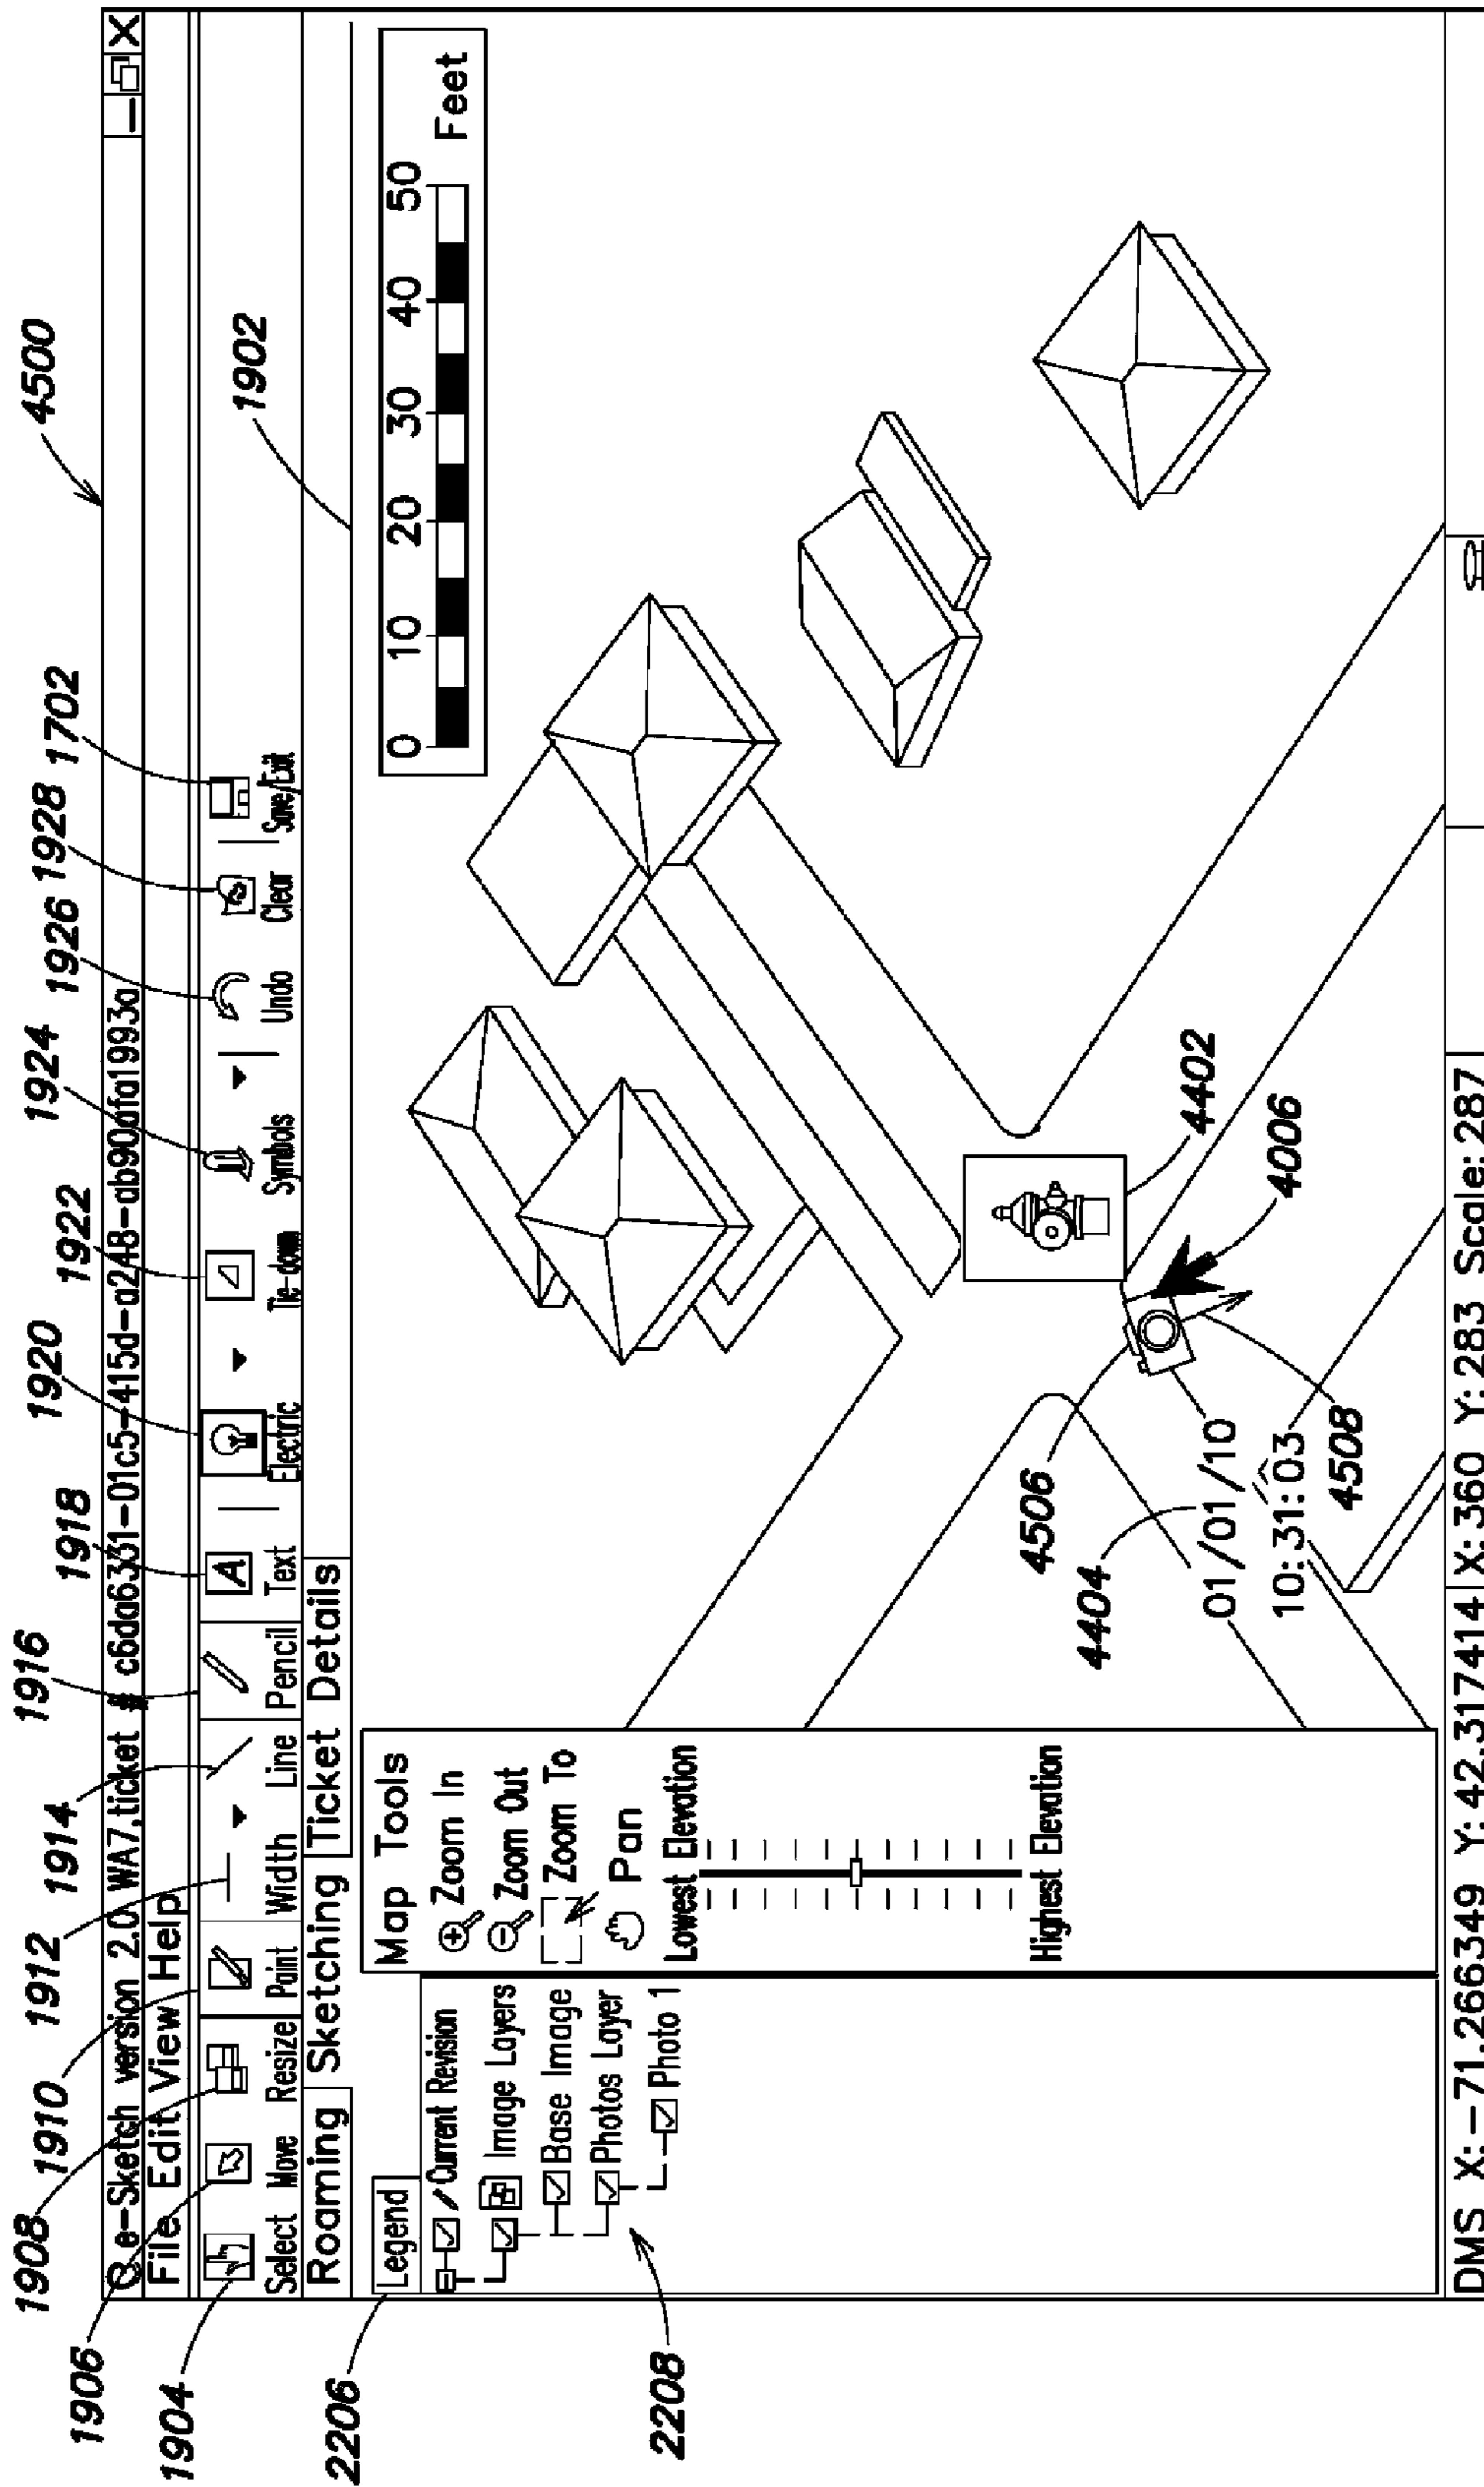 4500
1908 1910 1912 1914 1916 1918 1920 1922 1924 1926 1928 1702
1906
1904
e-Sketch version 2.0 WA7,ticket # c6da6331-01c5-415d-a248-ab90afa1993a
File Edit View Help
Select Move Resize Paint Width Line Pencil Text Electric Tie-down Symbols Undo Clear Save/Exit
Roaming Sketching Ticket Details
1902
2206
Legend
Current Revision
Image Layers
Base Image
Photos Layer
Photo 1
2208
Map Tools
Zoom In
Zoom Out
Zoom To
Pan
Lowest Elevation
Highest Elevation
0 10 20 30 40 50
Feet
4402
4006
4506
4404
01/01/10
10:31:03
4508
DMS X:-71.266349 Y:42.317414 X:360 Y:283 Scale:287